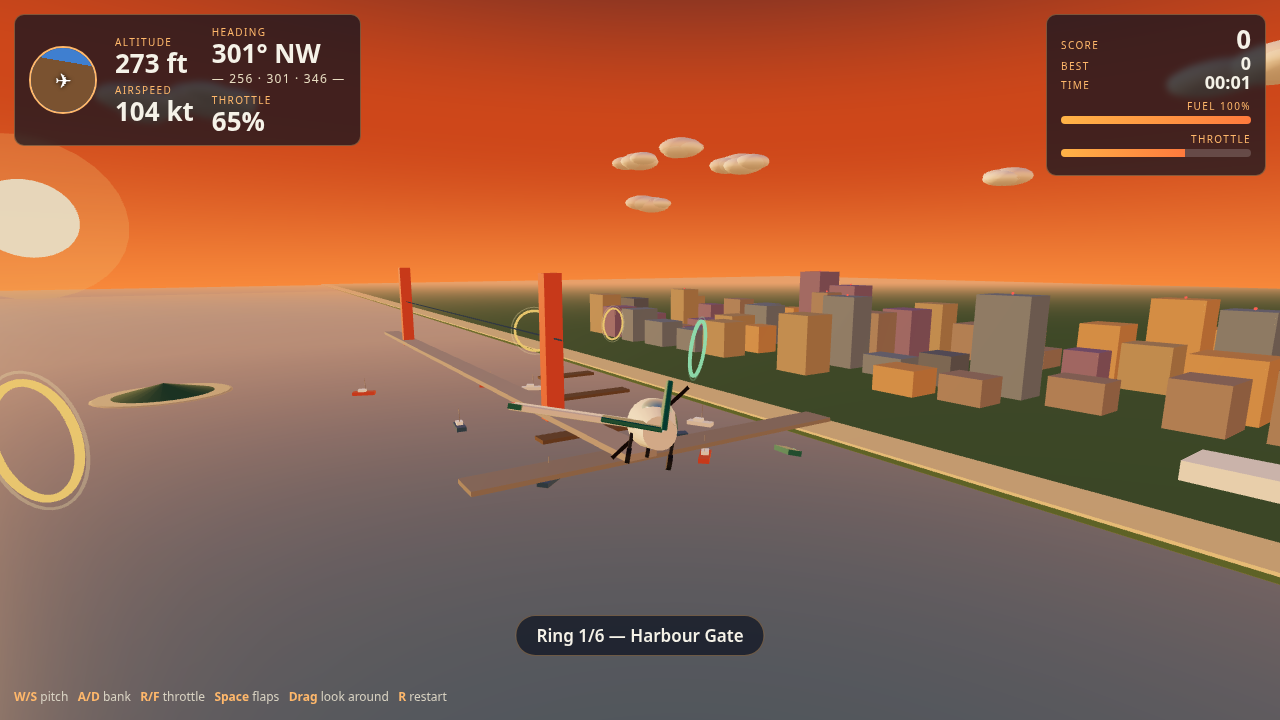 ALTITUDE
273 ft
AIRSPEED
104 kt
HEADING
301° NW
— 256 · 301 · 346 —
THROTTLE
65%
SCORE 0
BEST 0
TIME 00:01
FUEL 100%
THROTTLE
Ring 1/6 — Harbour Gate
W/S pitch A/D bank R/F throttle Space flaps Drag look around R restart